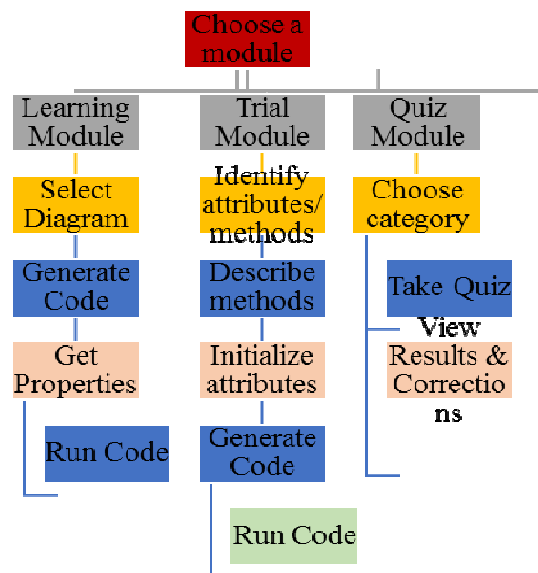 Choose a
module
Learning
Module
Select
Diagram
Generate
Code
Get
Properties
Run Code
Trial
Module
Identify
attributes/
methods
Describe
methods
Initialize
attributes
Generate
Code
Run Code
Quiz
Module
Choose
category
Take Quiz
View
Results &
Correctio
ns